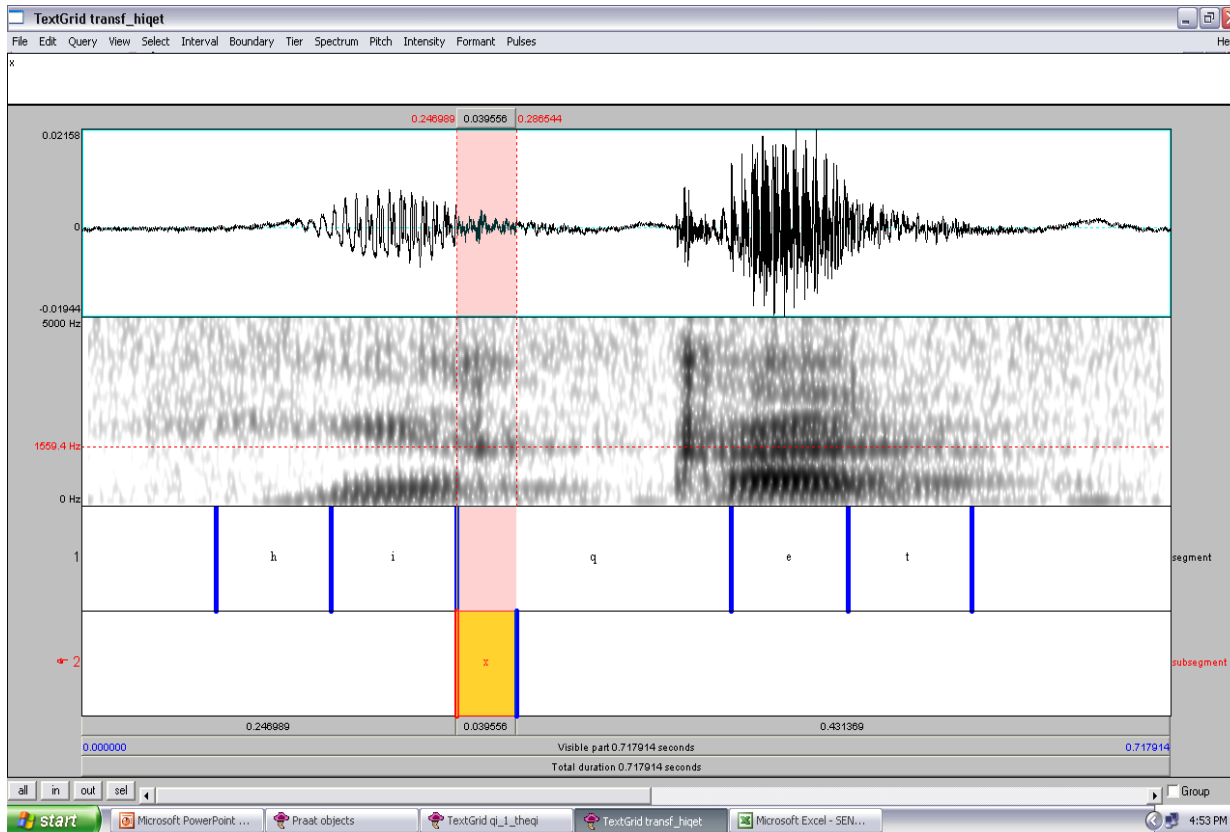 TextGrid transf_hiqet
File Edit Query View Select Interval Boundary Tier Spectrum Pitch Intensity Formant Pulses He
x
0.246989 0.039556 0.286544
0.02158
0
-0.01944
5000 Hz
1559.4 Hz
0 Hz
1 h i q e t segment
2 x subsegment
0.246989 0.039556 0.431369
0.000000 Visible part 0.717914 seconds 0.717914
Total duration 0.717914 seconds
all in out sel Group
start Microsoft PowerPoint ... Praat objects TextGrid qi_1_theqi TextGrid transf_hiqet Microsoft Excel - SEN... 4:53 PM